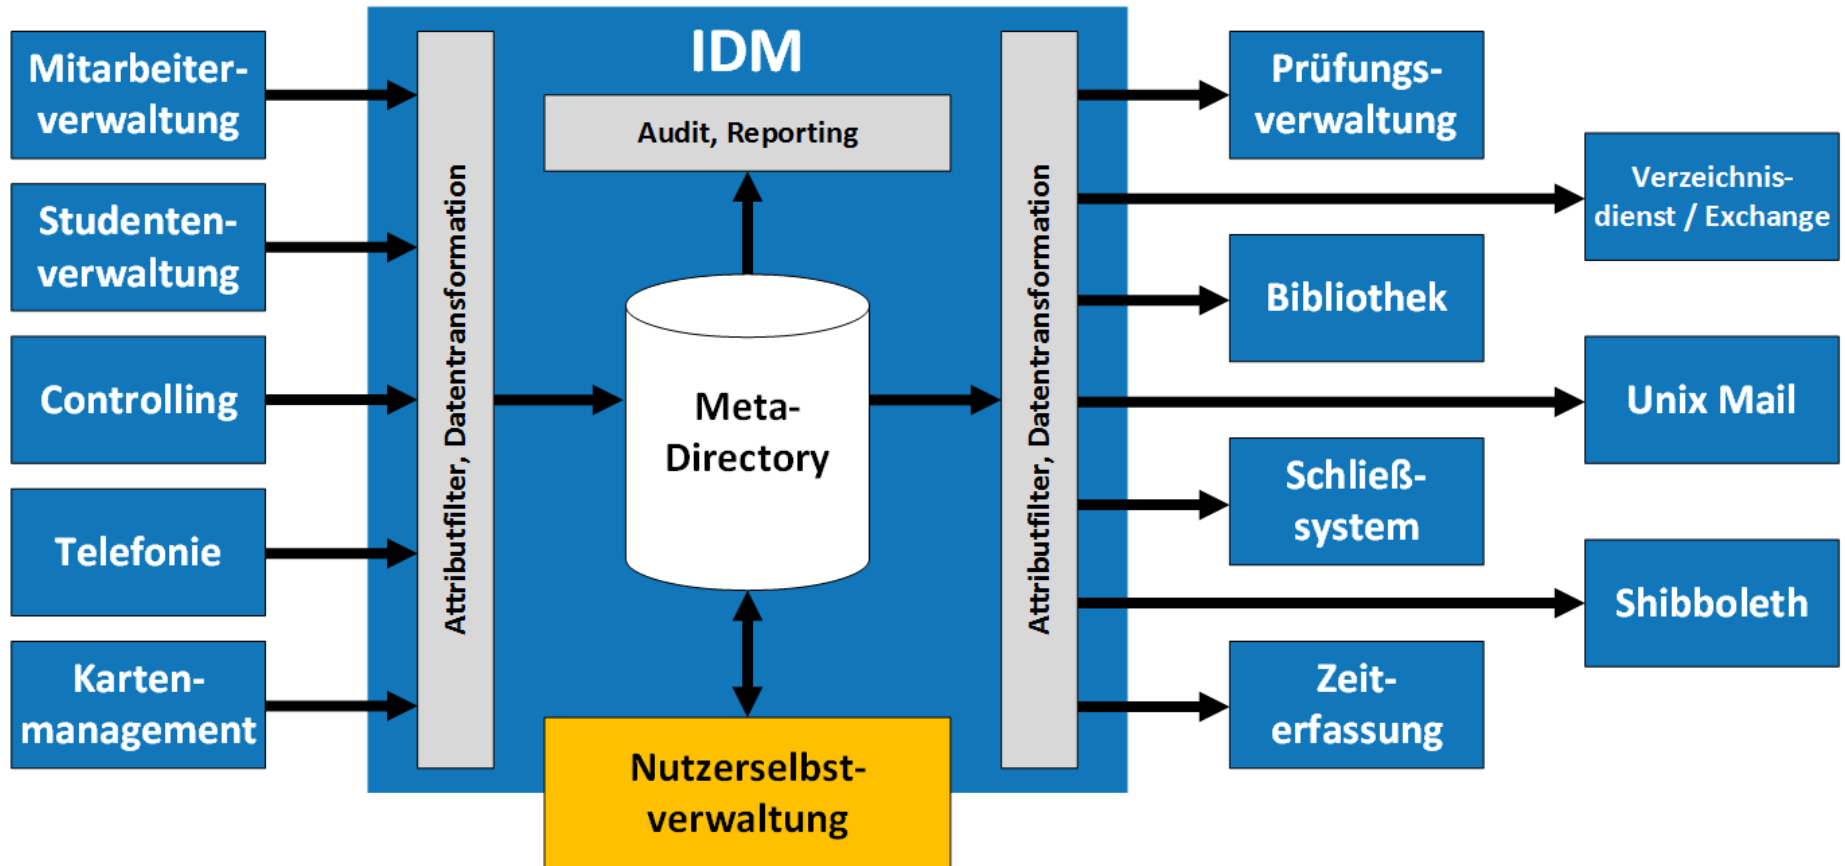 Mitarbeiter-
verwaltung
Studenten-
verwaltung
Controlling
Telefonie
Karten-
management
IDM
Attributfilter, Datentransformation
Audit, Reporting
Meta-
Directory
Nutzerselbst-
verwaltung
Attributfilter, Datentransformation
Prüfungs-
verwaltung
Verzeichnis-
dienst / Exchange
Bibliothek
Unix Mail
Schließ-
system
Shibboleth
Zeit-
erfassung